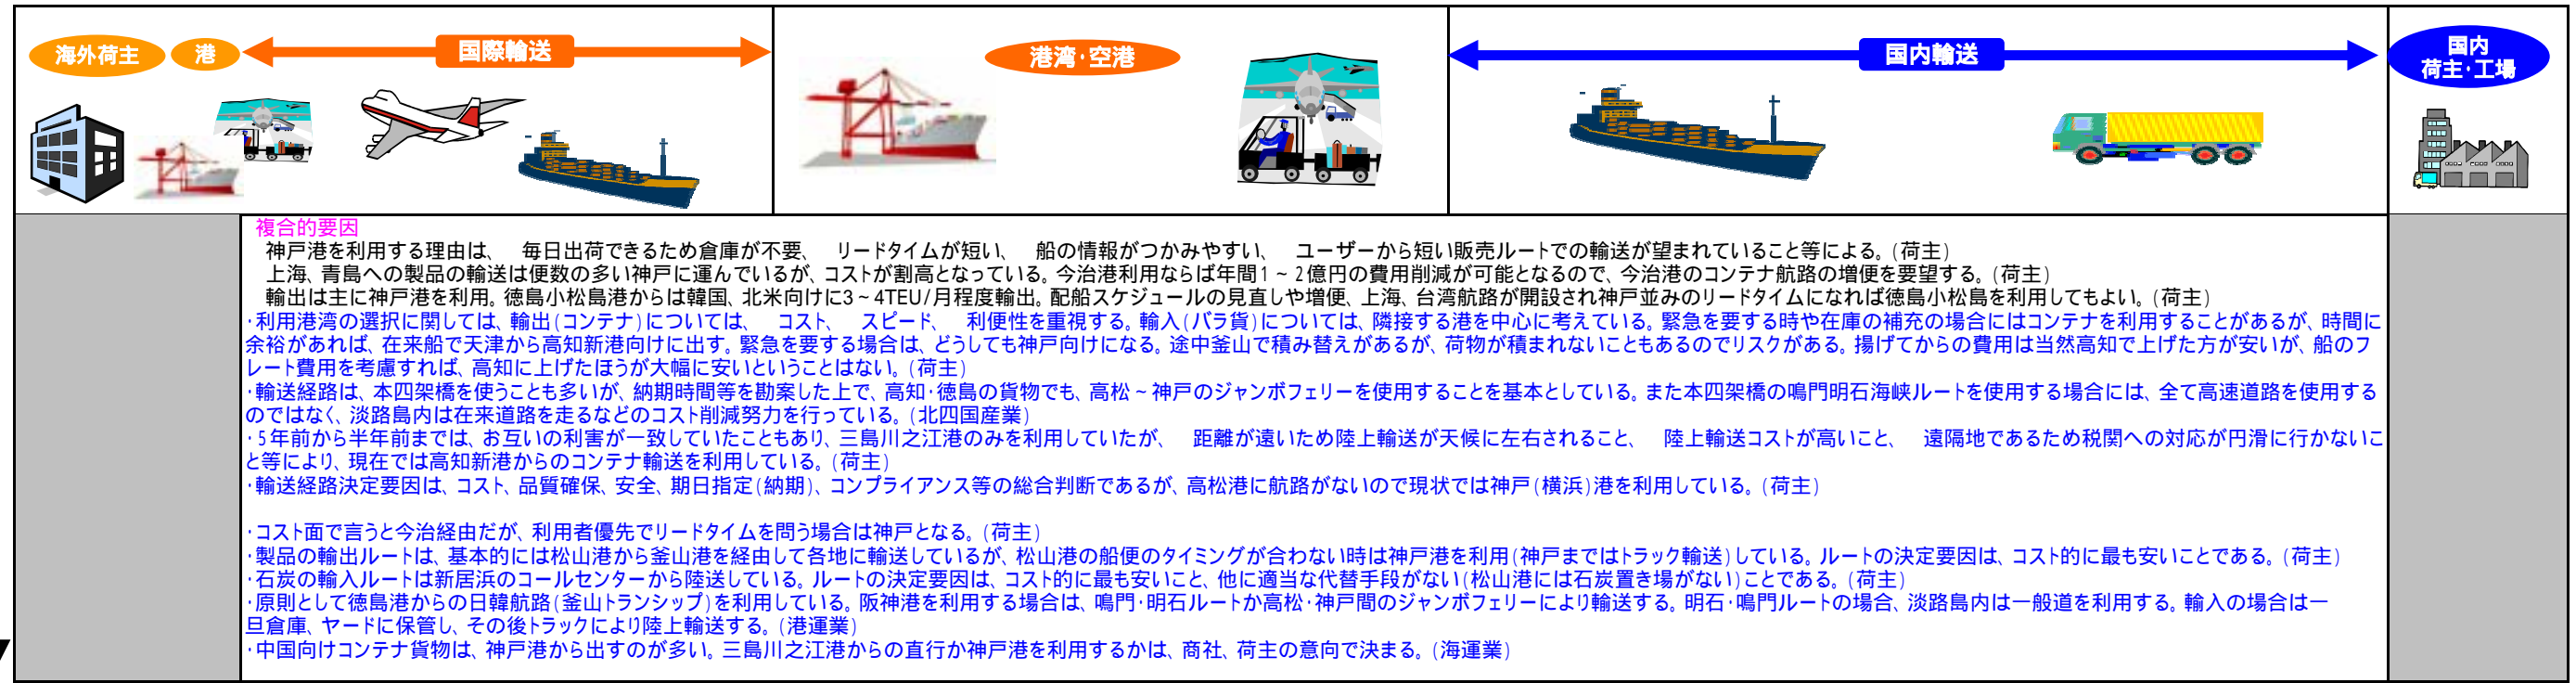 海外荷主
港
国際輸送
港湾・空港
国内輸送
国内
荷主・工場
複合的要因
神戸港を利用する理由は、　毎日出荷できるため倉庫が不要、　リードタイムが短い、　船の情報がつかみやすい、　ユーザーから短い販売ルートでの輸送が望まれていること等による。(荷主)
上海、青島への製品の輸送は便数の多い神戸に運んでいるが、コストが割高となっている。今治港利用ならば年間1～2億円の費用削減が可能となるので、今治港のコンテナ航路の増便を要望する。(荷主)
輸出は主に神戸港を利用。徳島小松島港からは韓国、北米向けに3～4TEU/月程度輸出。配船スケジュールの見直しや増便、上海、台湾航路が開設され神戸並みのリードタイムになれば徳島小松島を利用してもよい。(荷主)
・利用港湾の選択に関しては、輸出(コンテナ)については、　コスト、　スピード、　利便性を重視する。輸入(バラ貨)については、隣接する港を中心に考えている。緊急を要する時や在庫の補充の場合にはコンテナを利用することがあるが、時間に
余裕があれば、在来船で天津から高知新港向けに出す。緊急を要する場合は、どうしても神戸向けになる。途中釜山で積み替えがあるが、荷物が積まれないこともあるのでリスクがある。揚げてからの費用は当然高知で上げた方が安いが、船のフ
レート費用を考慮すれば、高知に上げたほうが大幅に安いということはない。(荷主)
・輸送経路は、本四架橋を使うことも多いが、納期時間等を勘案した上で、高知・徳島の貨物でも、高松～神戸のジャンボフェリーを使用することを基本としている。また本四架橋の鳴門明石海峡ルートを使用する場合には、全て高速道路を使用する
のではなく、淡路島内は在来道路を走るなどのコスト削減努力を行っている。(北四国産業)
・5年前から半年前までは、お互いの利害が一致していたこともあり、三島川之江港のみを利用していたが、　距離が遠いため陸上輸送が天候に左右されること、　陸上輸送コストが高いこと、　遠隔地であるため税関への対応が円滑に行かないこ
と等により、現在では高知新港からのコンテナ輸送を利用している。(荷主)
・輸送経路決定要因は、コスト、品質確保、安全、期日指定(納期)、コンプライアンス等の総合判断であるが、高松港に航路がないので現状では神戸(横浜)港を利用している。(荷主)
・コスト面で言うと今治経由だが、利用者優先でリードタイムを問う場合は神戸となる。(荷主)
・製品の輸出ルートは、基本的には松山港から釜山港を経由して各地に輸送しているが、松山港の船便のタイミングが合わない時は神戸港を利用(神戸まではトラック輸送)している。ルートの決定要因は、コスト的に最も安いことである。(荷主)
・石炭の輸入ルートは新居浜のコールセンターから陸送している。ルートの決定要因は、コスト的に最も安いこと、他に適当な代替手段がない(松山港には石炭置き場がない)ことである。(荷主)
・原則として徳島港からの日韓航路(釜山トランシップ)を利用している。阪神港を利用する場合は、鳴門・明石ルートか高松・神戸間のジャンボフェリーにより輸送する。明石・鳴門ルートの場合、淡路島内は一般道を利用する。輸入の場合は一
旦倉庫、ヤードに保管し、その後トラックにより陸上輸送する。(港運業)
・中国向けコンテナ貨物は、神戸港から出すのが多い。三島川之江港からの直行か神戸港を利用するかは、商社、荷主の意向で決まる。(海運業)